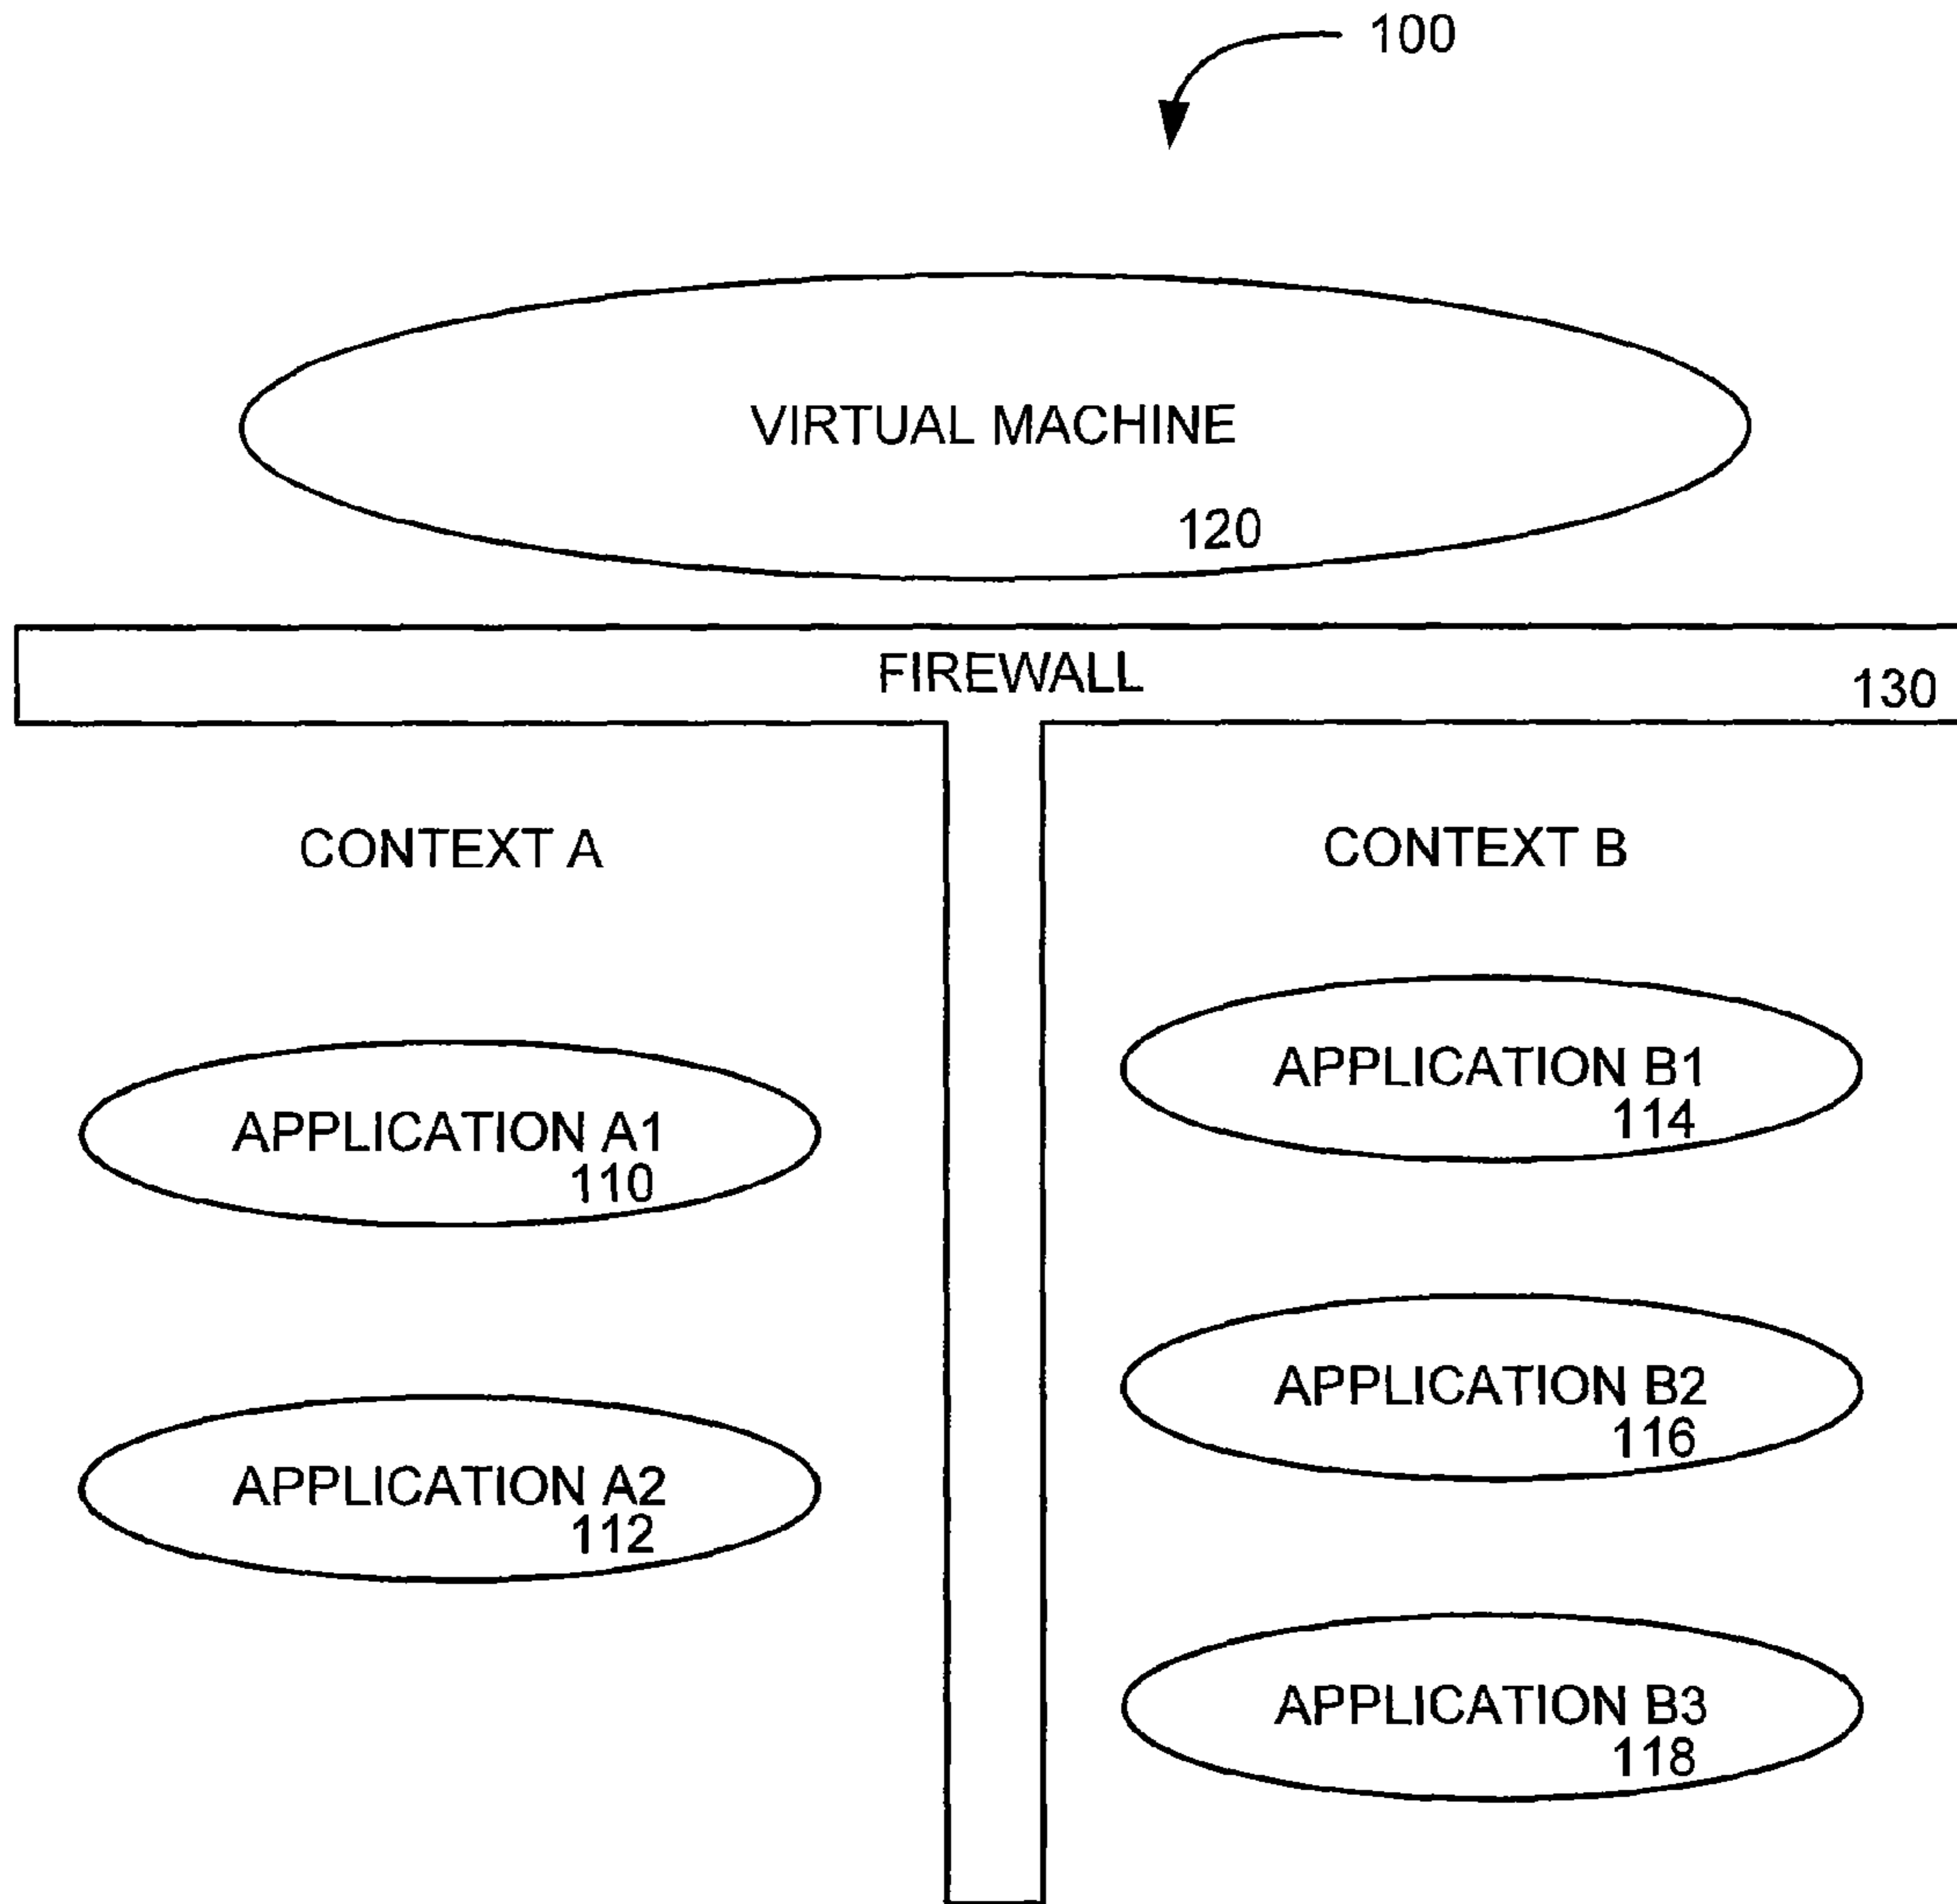 100
VIRTUAL MACHINE
120
FIREWALL
130
CONTEXT A
APPLICATION A1
110
APPLICATION A2
112
CONTEXT B
APPLICATION B1
114
APPLICATION B2
116
APPLICATION B3
118